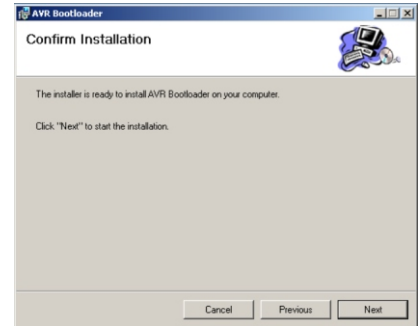 AVR Bootloader
Confirm Installation
The installer is ready to install AVR Bootloader on your computer.
Click "Next" to start the installation.
Cancel Previous Next